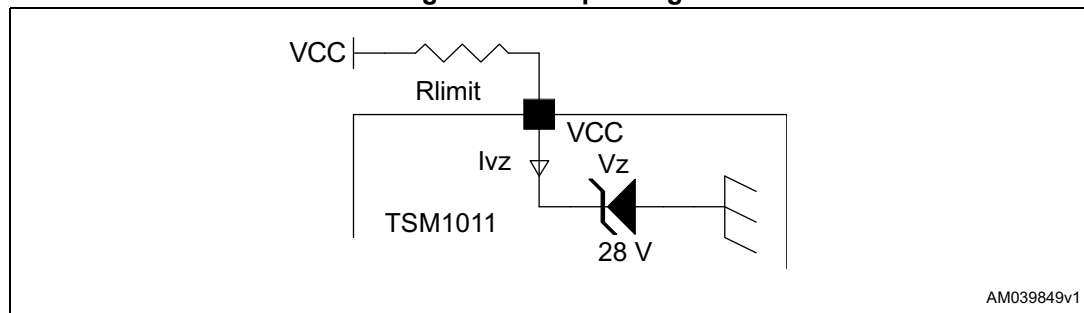 VCC
Rlimit
VCC
Ivz
Vz
TSM1011
28 V
AM039849v1